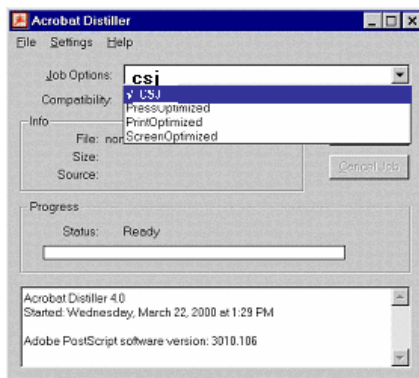 Acrobat Distiller
File Settings Help
Job Options: csj
CSJ
Compatibility: PressOptimized
PrintOptimized
ScreenOptimized
Info
File:
Size:
Source:
Cancel Job
Progress
Status: Ready
Acrobat Distiller 4.0
Started: Wednesday, March 22, 2000 at 1:29 PM
Adobe PostScript software version: 3010.106